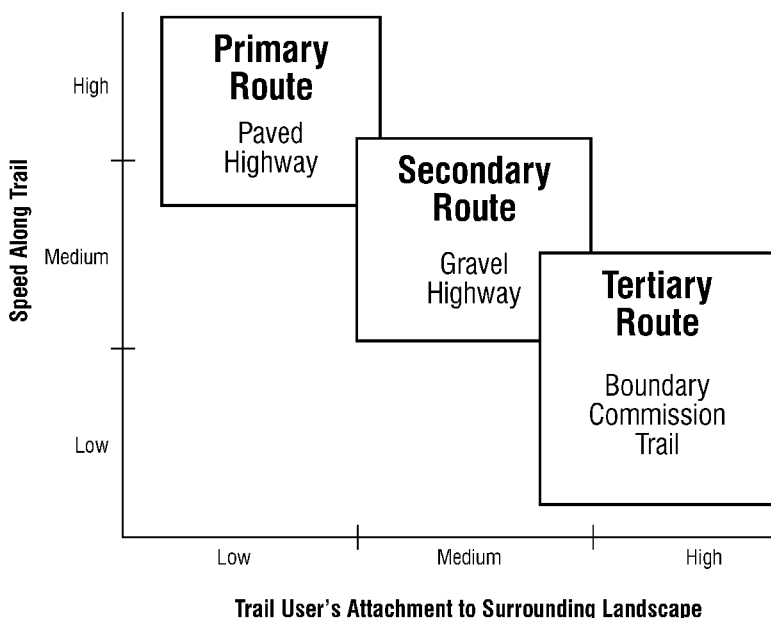 Primary
Route
Paved
Highway
Secondary
Route
Gravel
Highway
Tertiary
Route
Boundary
Commission
Trail
Speed Along Trail
High
Medium
Low
Low
Medium
High
Trail User's Attachment to Surrounding Landscape